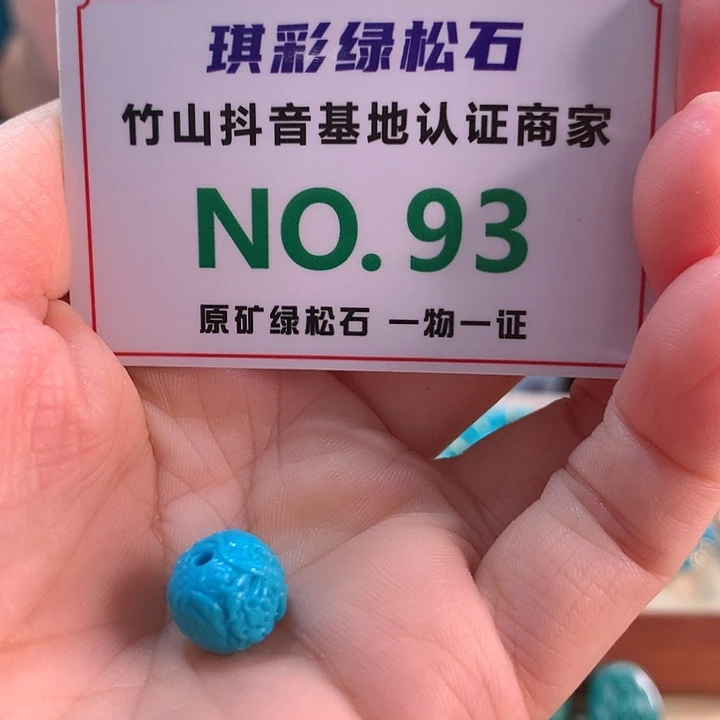 琪彩绿松石
竹山抖音基地认证商家
NO.93
原矿绿松石 一物一证